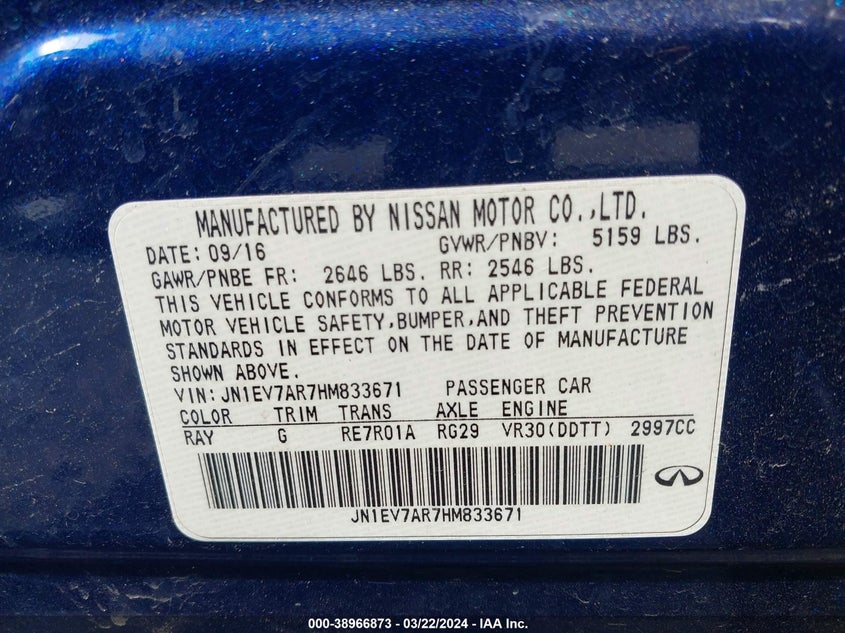 MANUFACTURED BY NISSAN MOTOR CO.,LTD.
DATE: 09/16 GVWR/PNBV: 5159 LBS.
GAWR/PNBE FR: 2646 LBS. RR: 2546 LBS.
THIS VEHICLE CONFORMS TO ALL APPLICABLE FEDERAL
MOTOR VEHICLE SAFETY,BUMPER,AND THEFT PREVENTION
STANDARDS IN EFFECT ON THE DATE OF MANUFACTURE
SHOWN ABOVE.
VIN: JN1EV7AR7HM833671 PASSENGER CAR
COLOR TRIM TRANS AXLE ENGINE
RAY G RE7R01A RG29 VR30(DDTT) 2997CC
JN1EV7AR7HM833671
000-38966873 - 03/22/2024 - IAA Inc.